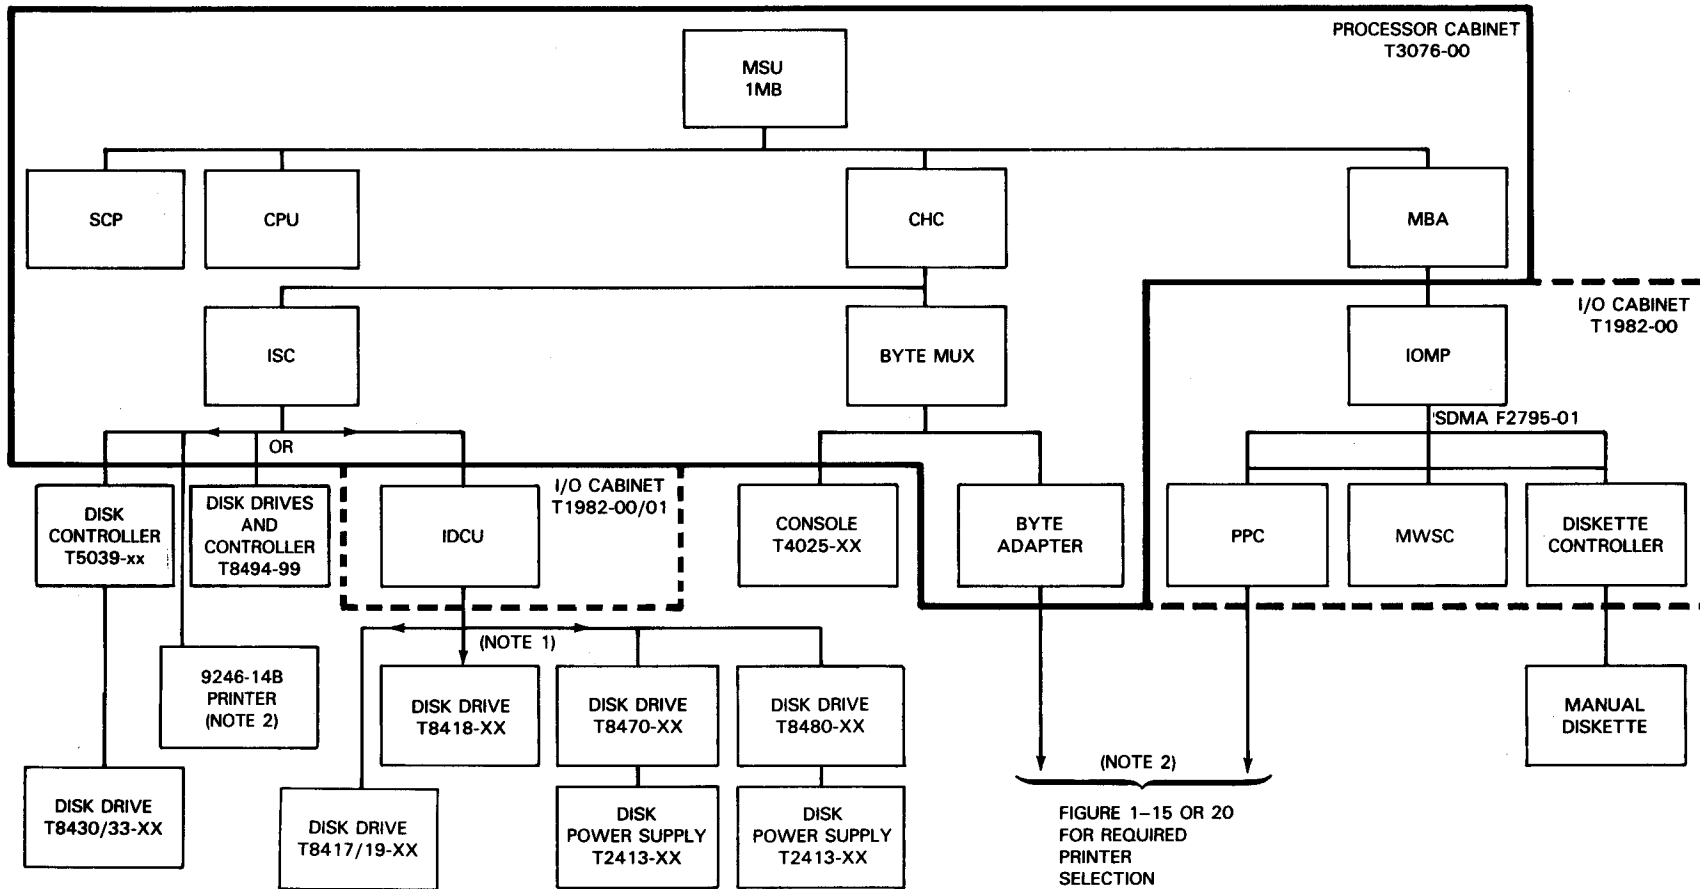 PROCESSOR CABINET
T3076-00
MSU
1MB
SCP
CPU
CHC
MBA
I/O CABINET
T1982-00
ISC
BYTE MUX
IOMP
SDMA F2795-01
OR
I/O CABINET
T1982-00/01
DISK
CONTROLLER
T5039-xx
DISK DRIVES
AND
CONTROLLER
T8494-99
IDCU
CONSOLE
T4025-XX
BYTE
ADAPTER
PPC
MWSC
DISKETTE
CONTROLLER
(NOTE 1)
9246-14B
PRINTER
(NOTE 2)
DISK DRIVE
T8418-XX
DISK DRIVE
T8470-XX
DISK DRIVE
T8480-XX
MANUAL
DISKETTE
(NOTE 2)
DISK DRIVE
T8430/33-XX
DISK DRIVE
T8417/19-XX
DISK
POWER SUPPLY
T2413-XX
DISK
POWER SUPPLY
T2413-XX
FIGURE 1-15 OR 20
FOR REQUIRED
PRINTER
SELECTION